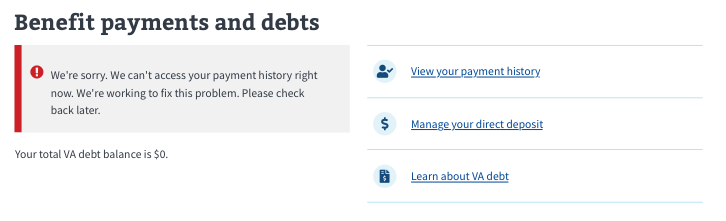 Benefit payments and debts
We're sorry. We can't access your payment history right
now. We're working to fix this problem. Please check
back later.
Your total VA debt balance is $0.
View your payment history
Manage your direct deposit
Learn about VA debt